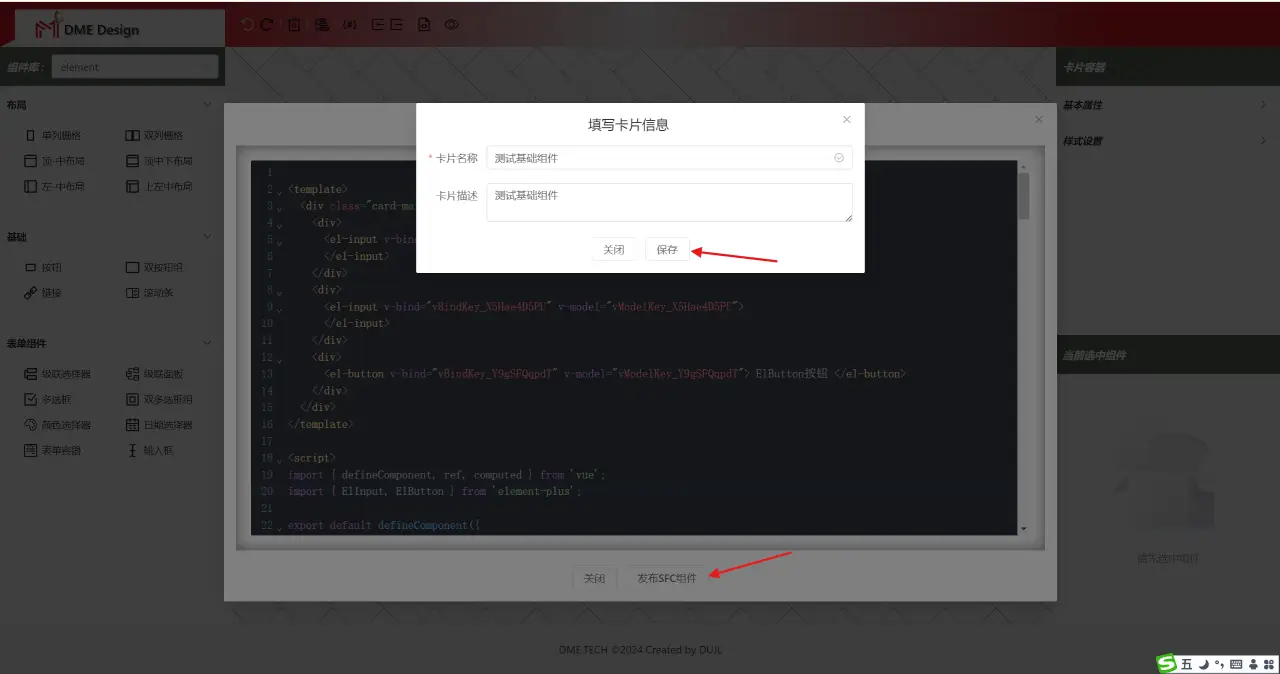 DME Design
组件库: element
布局
单列栅格 双列栅格
顶-中布局 顶中下布局
左-中布局 上左中布局
基础
按钮 双按钮组
链接 滚动条
表单组件
级联选择器 级联面板
多选框 双多选框组
颜色选择器 日期选择器
表单容器 输入框
填写卡片信息
* 卡片名称 测试基础组件
卡片描述 测试基础组件
关闭 保存
1
2 <template>
3 <div class="card-ma
4 <div>
5 <el-input v-bind
6 </el-input>
7 </div>
8 <div>
9 <el-input v-bind="vBindKey_X5Hae4D5PU" v-model="vModelKey_X5Hae4D5PU">
10 </el-input>
11 </div>
12 <div>
13 <el-button v-bind="vBindKey_Y9gSFQqpdT" v-model="vModelKey_Y9gSFQqpdT"> ElButton按钮 </el-button>
14 </div>
15 </div>
16 </template>
17
18 <script>
19 import { defineComponent, ref, computed } from 'vue';
20 import { ElInput, ElButton } from 'element-plus';
21
22 export default defineComponent({
关闭 发布SFC组件
卡片容器
基本属性
样式设置
当前选中组件
请先选中组件
DME TECH ©2024 Created by DUJL
五